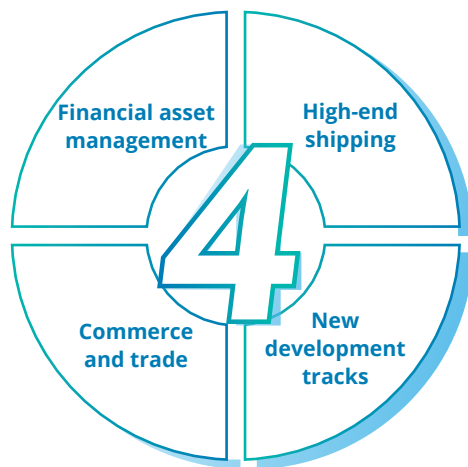 Financial asset
management
High-end
shipping
4
Commerce
and trade
New
development
tracks